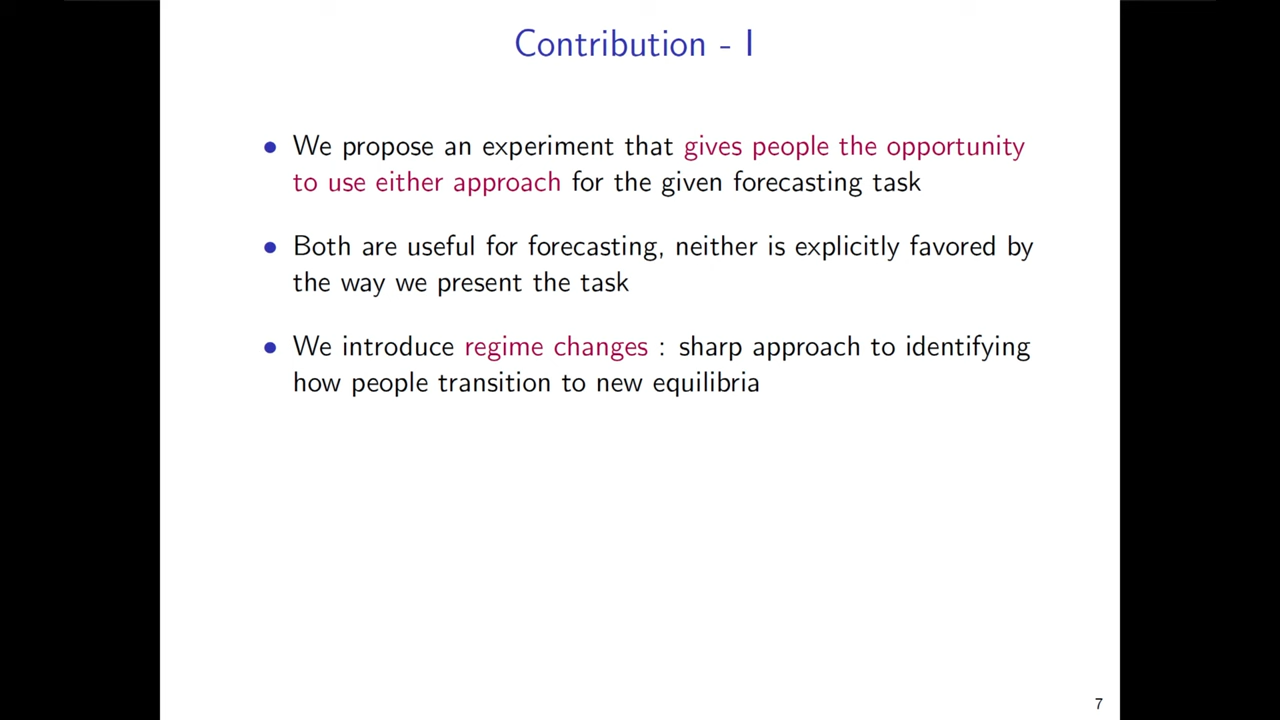 Contribution - I
• We propose an experiment that gives people the opportunity
to use either approach for the given forecasting task
• Both are useful for forecasting, neither is explicitly favored by
the way we present the task
• We introduce regime changes : sharp approach to identifying
how people transition to new equilibria
7